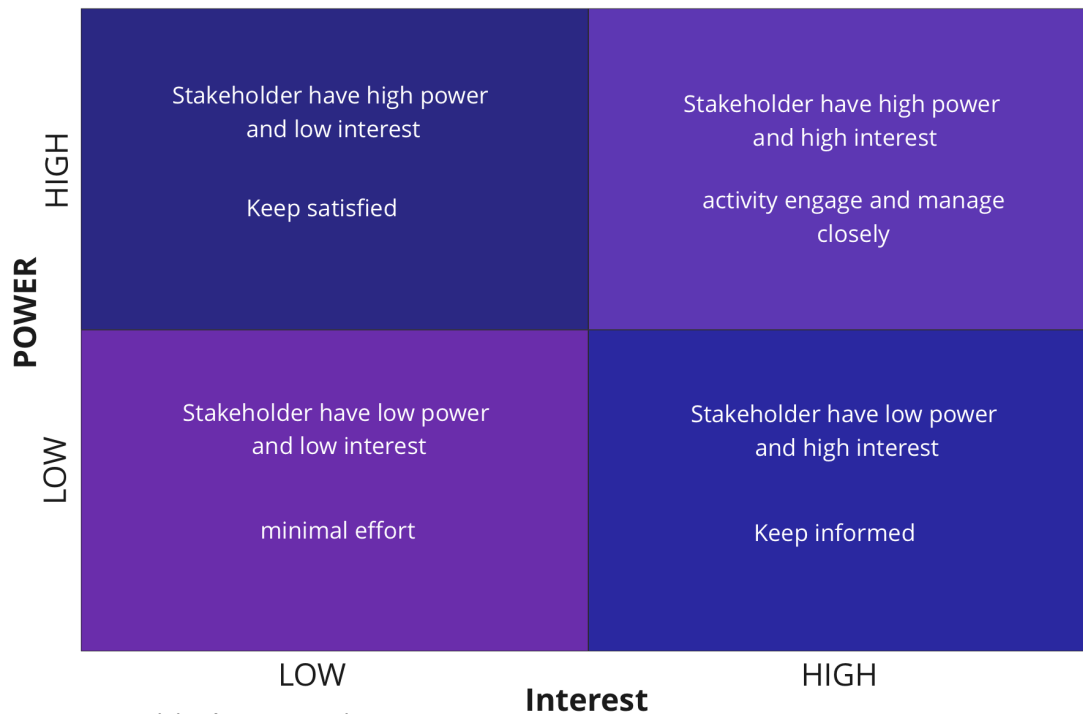 Stakeholder have high power
and low interest
Keep satisfied
Stakeholder have high power
and high interest
activity engage and manage
closely
HIGH
POWER
LOW
Stakeholder have low power
and low interest
minimal effort
Stakeholder have low power
and high interest
Keep informed
LOW
HIGH
Interest